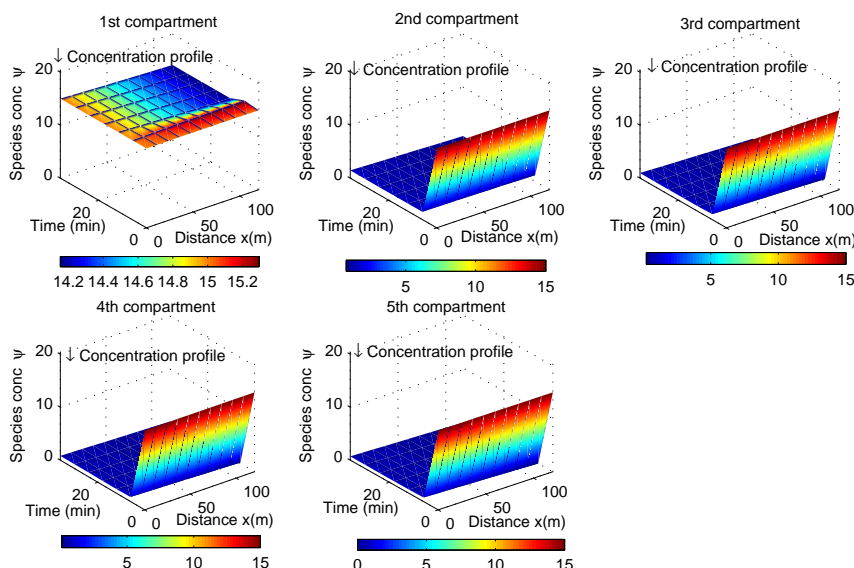 1st compartment
↓ Concentration profile
Species conc ψ
20
10
0
Time (min)
20
0
0
50
100
Distance x(m)
14.2 14.4 14.6 14.8 15 15.2
2nd compartment
↓ Concentration profile
Species conc ψ
20
10
0
Time (min)
20
0
0
50
100
Distance x(m)
5 10 15
3rd compartment
↓ Concentration profile
Species conc ψ
20
10
0
Time (min)
20
0
0
50
100
Distance x(m)
5 10 15
4th compartment
↓ Concentration profile
Species conc ψ
20
10
0
Time (min)
20
0
0
50
100
Distance x(m)
5 10 15
5th compartment
↓ Concentration profile
Species conc ψ
20
10
0
Time (min)
20
0
0
50
100
Distance x(m)
0 5 10 15